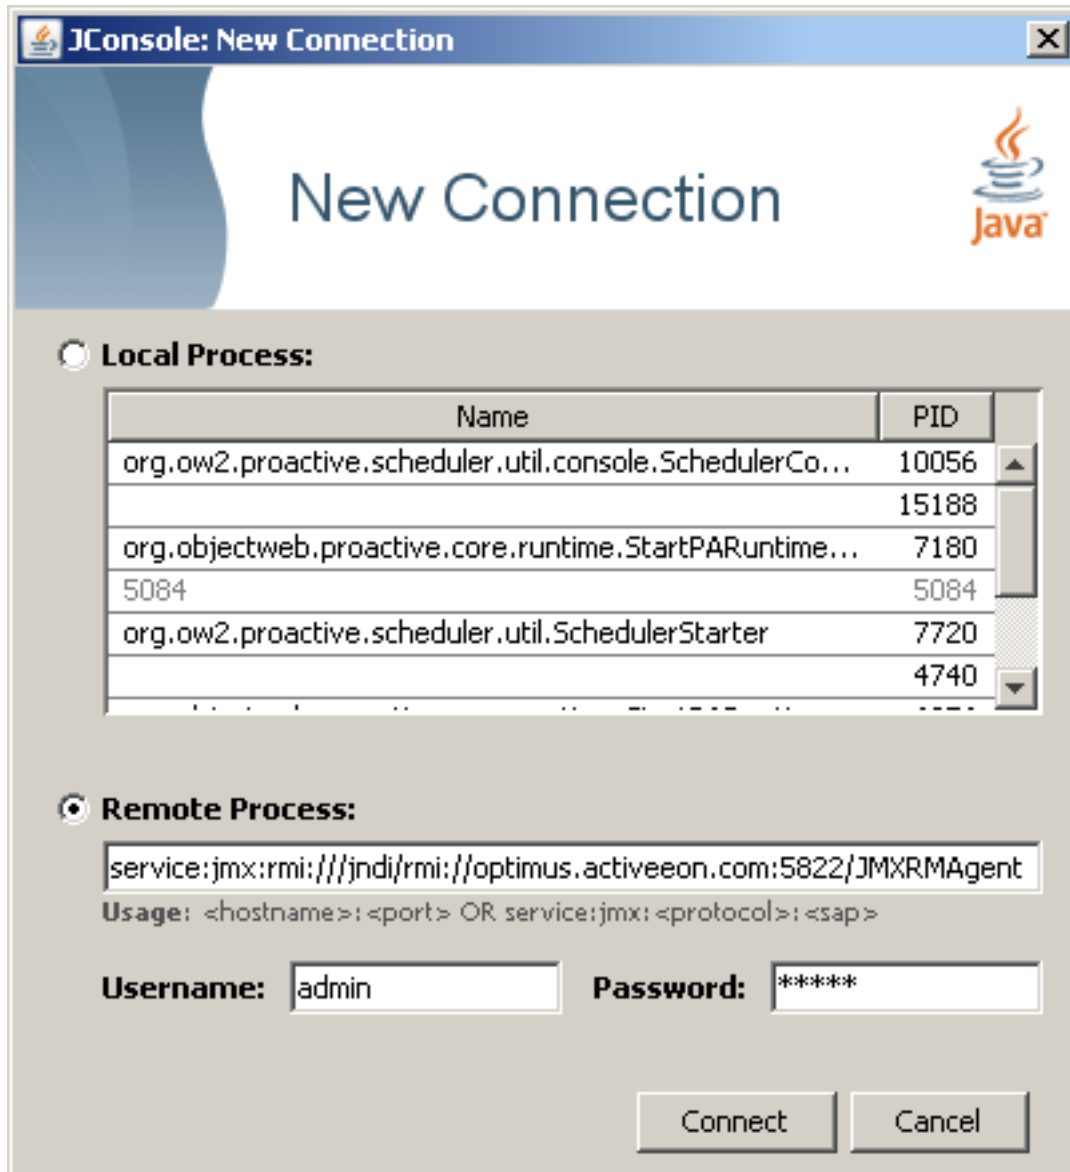 JConsole: New Connection
New Connection
Java
Local Process:
Name PID
org.ow2.proactive.scheduler.util.console.SchedulerCo... 10056
15188
org.objectweb.proactive.core.runtime.StartPARuntime... 7180
5084 5084
org.ow2.proactive.scheduler.util.SchedulerStarter 7720
4740
Remote Process:
service:jmx:rmi:///jndi/rmi://optimus.activeeon.com:5822/JMXRMAgent
Usage: <hostname>:<port> OR service:jmx:<protocol>:<sap>
Username: admin Password: *****
Connect Cancel